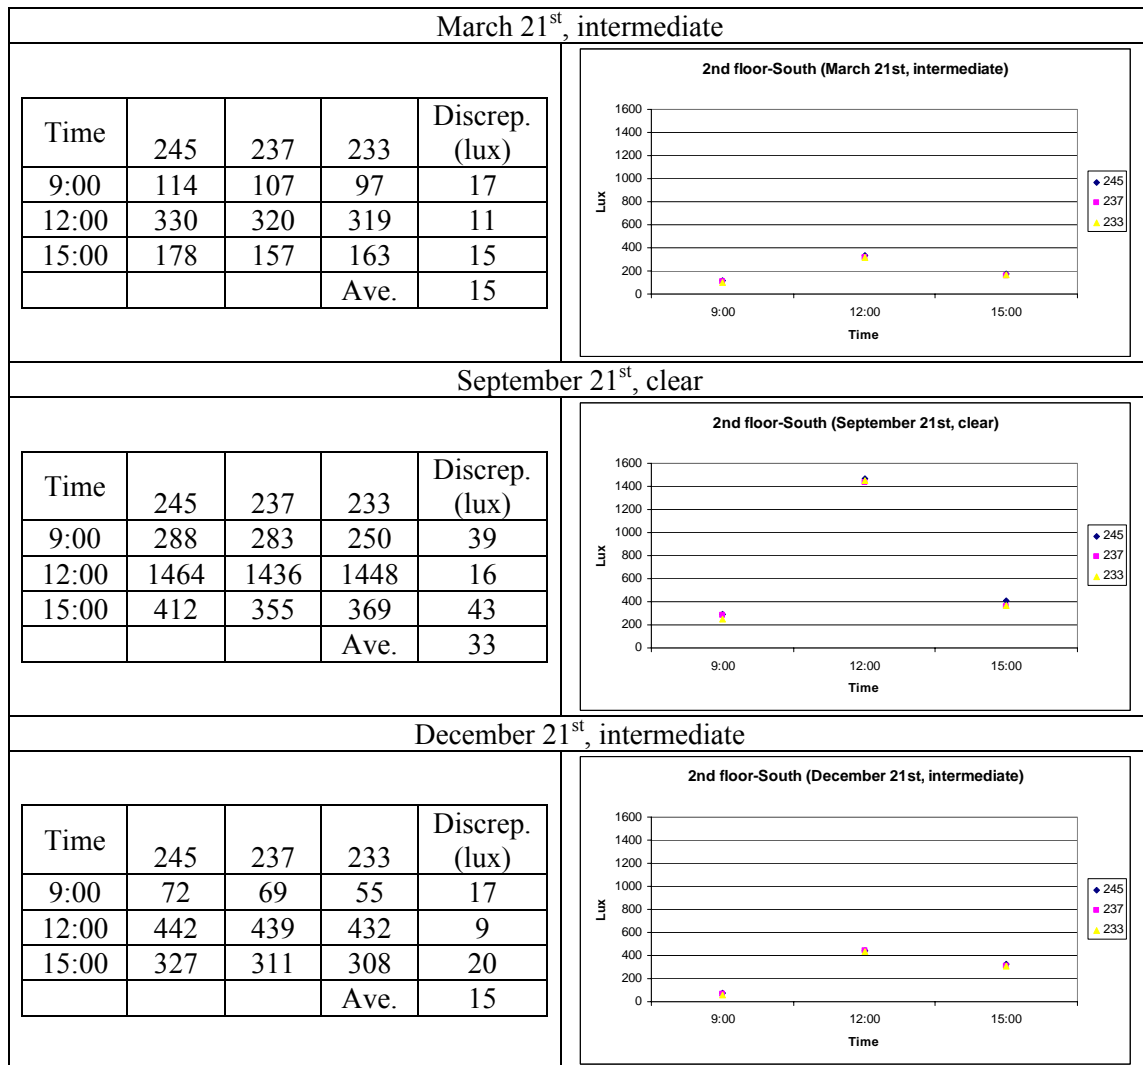 March 21st, intermediate
Time 245 237 233 Discrep. (lux)
9:00 114 107 97 17
12:00 330 320 319 11
15:00 178 157 163 15
Ave. 15
2nd floor-South (March 21st, intermediate)
1600
1400
1200
1000
800
600
400
200
0
Lux
9:00 12:00 15:00
Time
245
237
233
September 21st, clear
Time 245 237 233 Discrep. (lux)
9:00 288 283 250 39
12:00 1464 1436 1448 16
15:00 412 355 369 43
Ave. 33
2nd floor-South (September 21st, clear)
1600
1400
1200
1000
800
600
400
200
0
Lux
9:00 12:00 15:00
Time
245
237
233
December 21st, intermediate
Time 245 237 233 Discrep. (lux)
9:00 72 69 55 17
12:00 442 439 432 9
15:00 327 311 308 20
Ave. 15
2nd floor-South (December 21st, intermediate)
1600
1400
1200
1000
800
600
400
200
0
Lux
9:00 12:00 15:00
Time
245
237
233